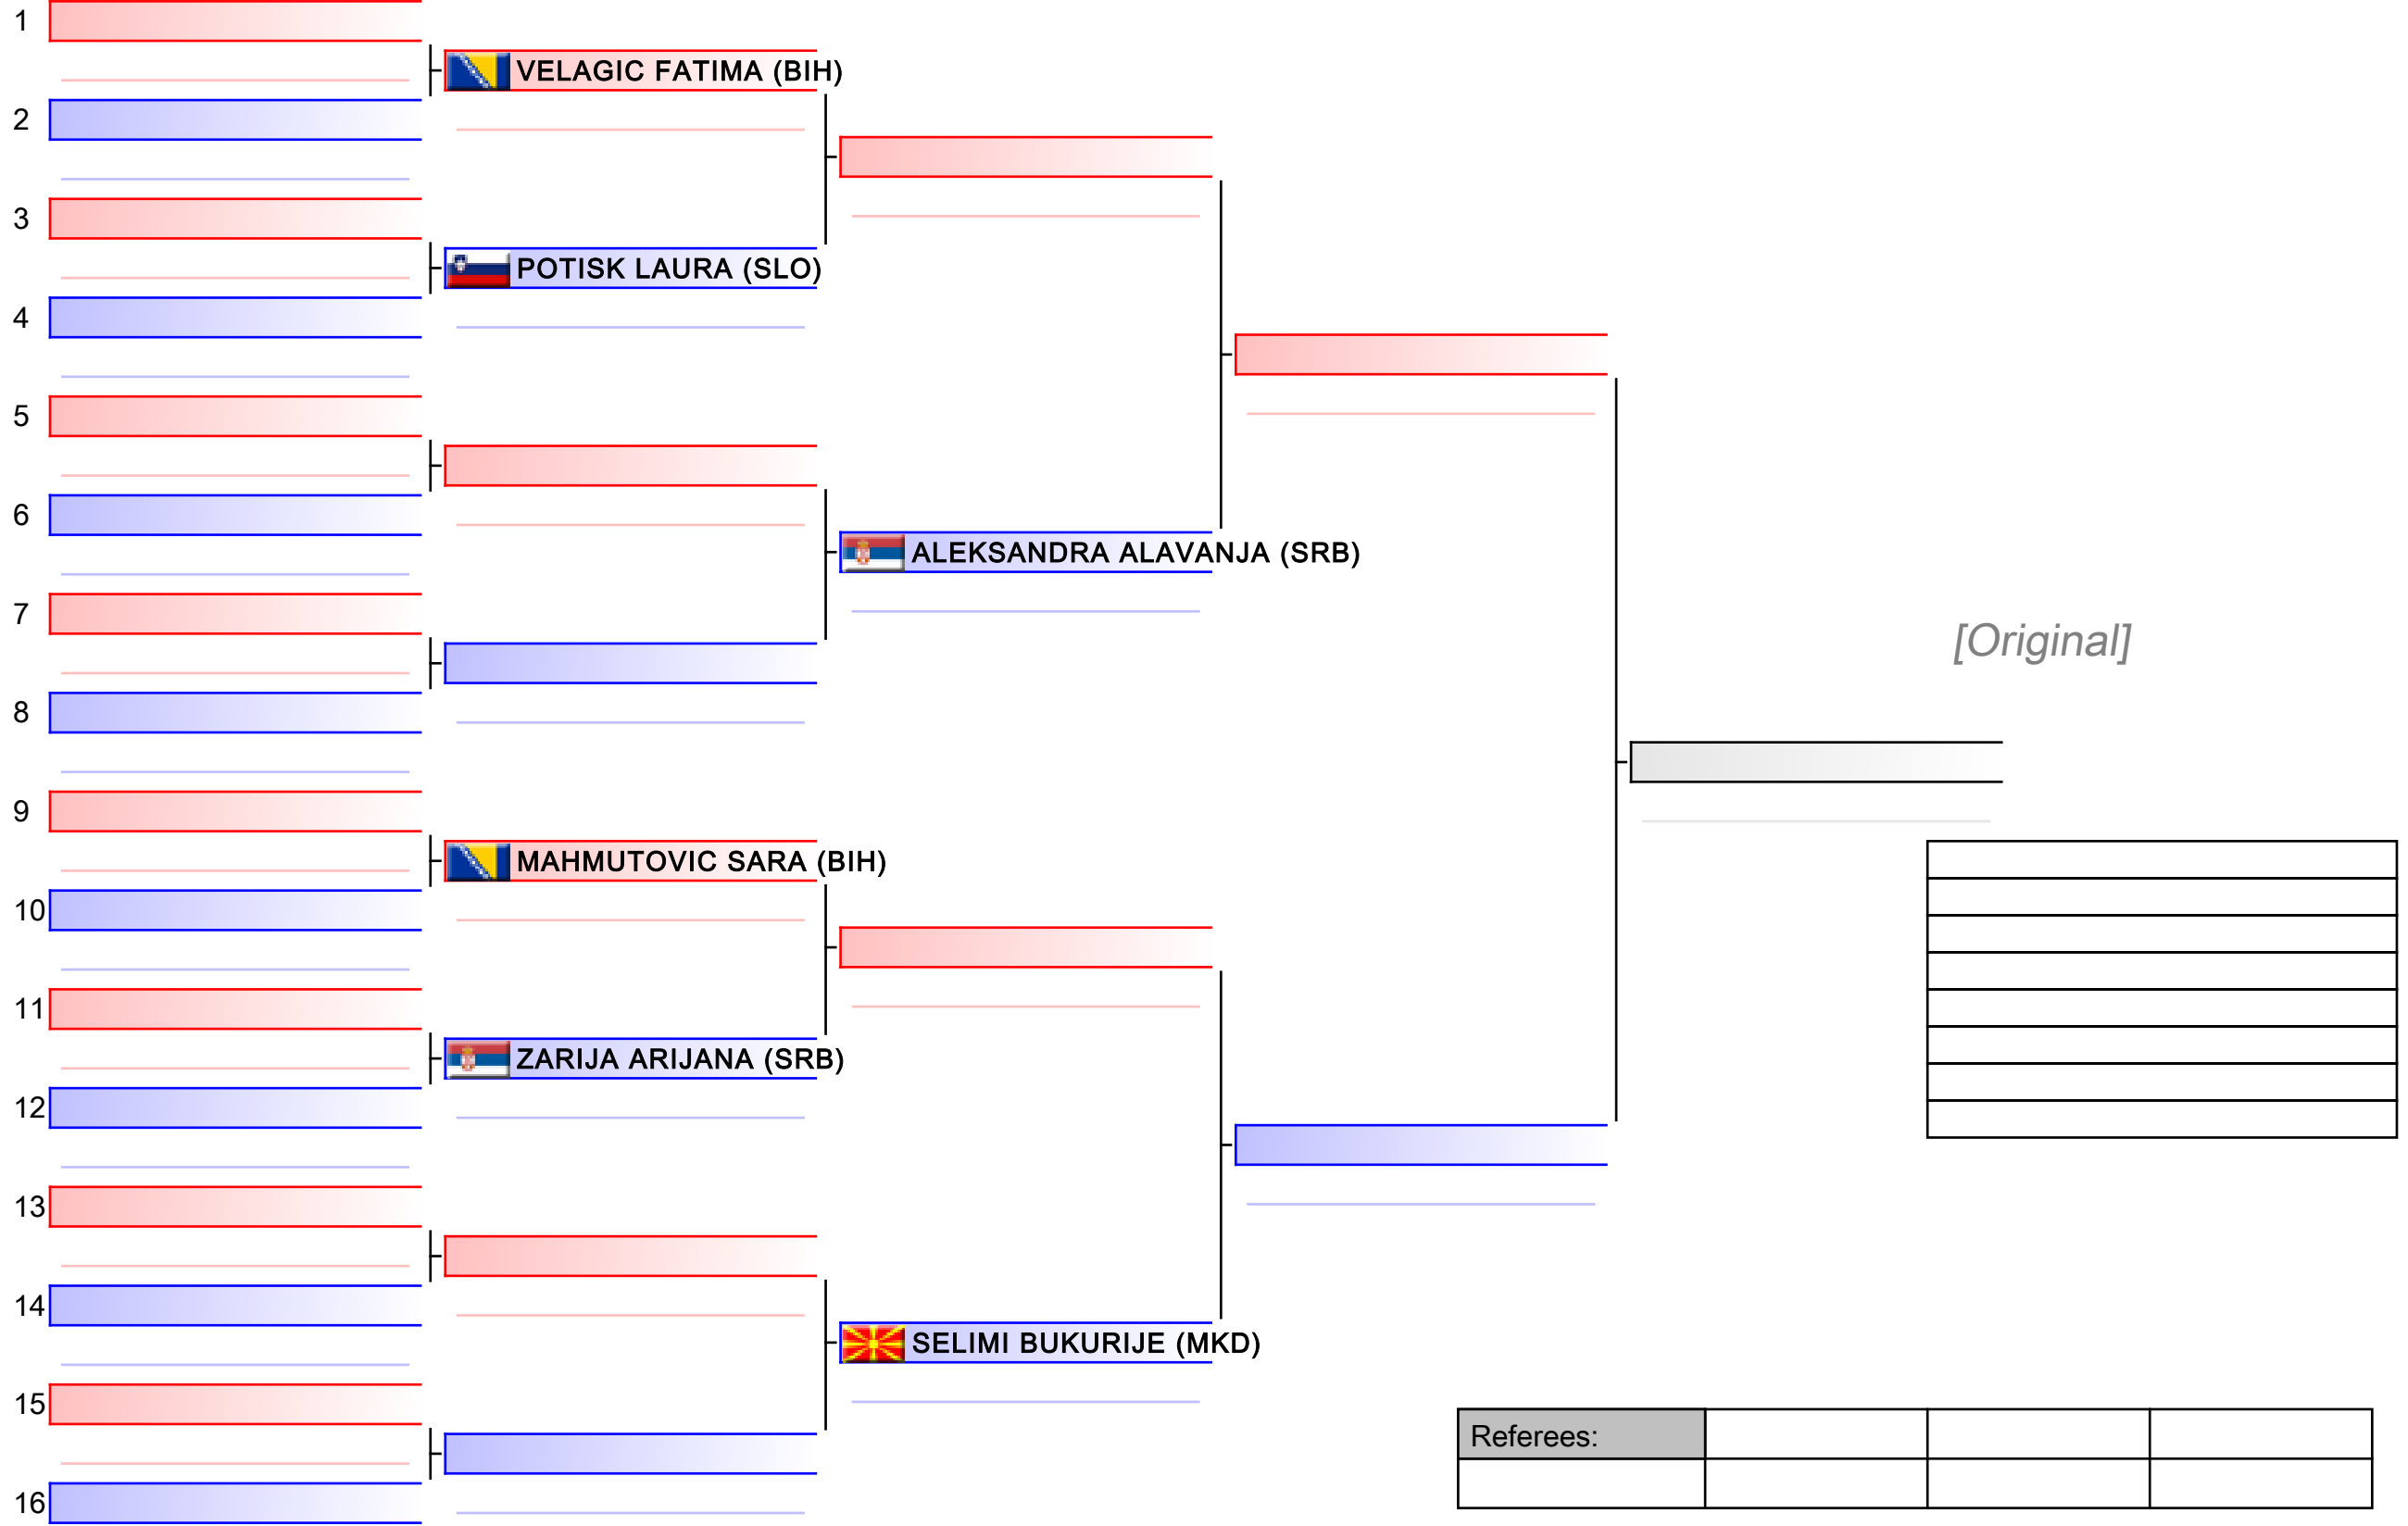 1
VELAGIC FATIMA (BIH)
2
3
POTISK LAURA (SLO)
4
5
6
ALEKSANDRA ALAVANJA (SRB)
7
[Original]
8
9
MAHMUTOVIC SARA (BIH)
10
11
ZARIJA ARIJANA (SRB)
12
13
14
SELIMI BUKURIJE (MKD)
15
Referees:
16